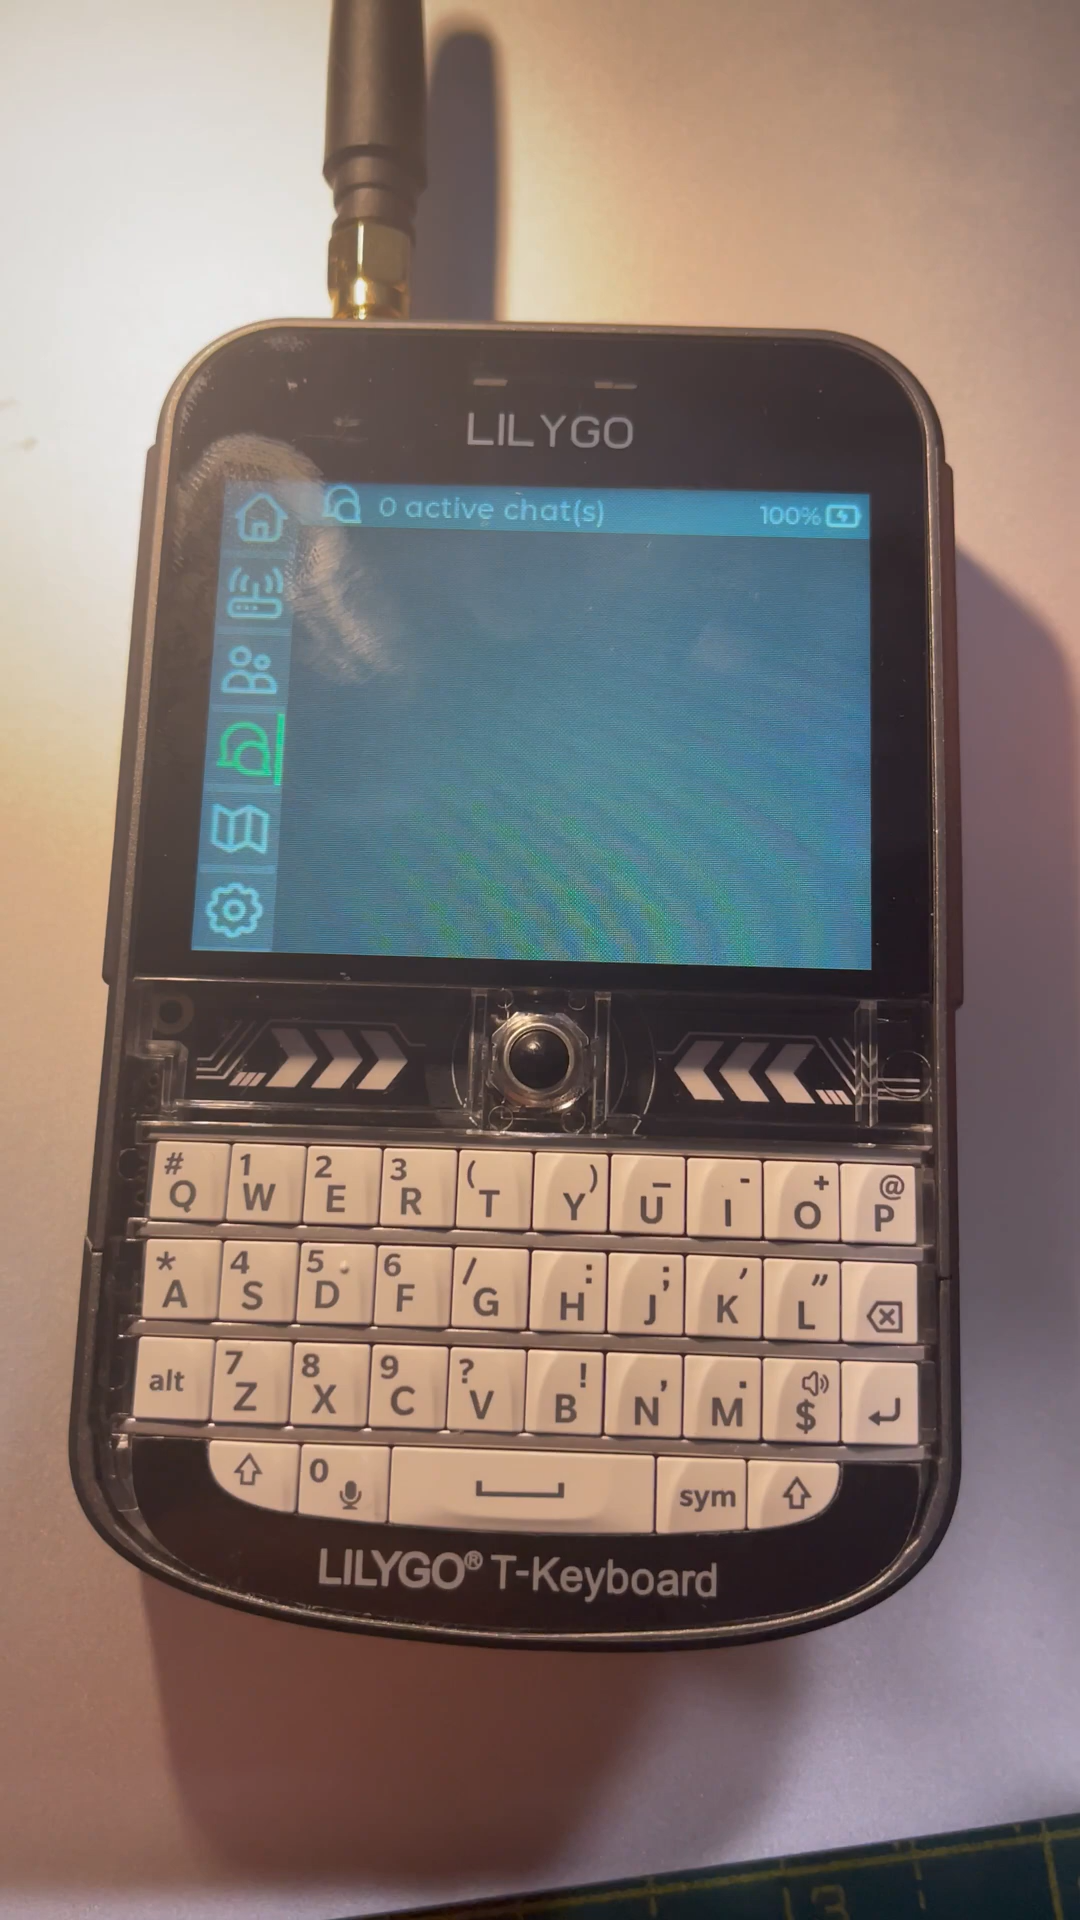 LILYGO
0 active chat(s) 100%
# 1 2 3 ( ) _ - + @
Q W E R T Y U I O P
* 4 5 6 / : ; ' "
A S D F G H J K L
7 8 9 ? ! , .
alt Z X C V B N M $
0
sym
LILYGO® T-Keyboard
13